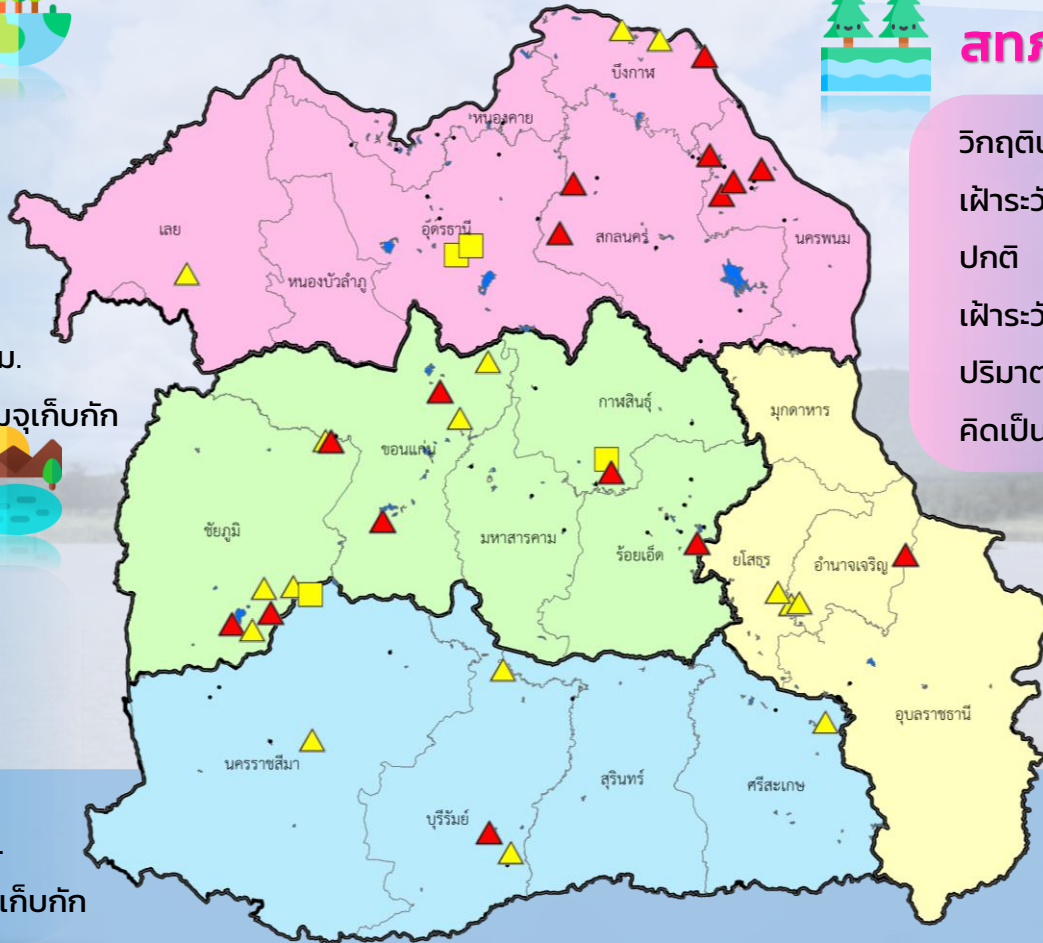 สทภ
วิกฤติ
เฝ้าระวั
ปกติ
เฝ้าระวั
ปริมาต
คิดเป็น
ม.
มจุเก็บกัก
เก็บกัก
บึงกาฬ
หนองคาย
เลย
อุดรธานี
สกลนคร
นครพนม
หนองบัวลำภู
กาฬสินธุ์
มุกดาหาร
ขอนแก่น
ชัยภูมิ
มหาสารคาม
ร้อยเอ็ด
ยโสธร
อำนาจเจริญ
อุบลราชธานี
นครราชสีมา
บุรีรัมย์
สุรินทร์
ศรีสะเกษ